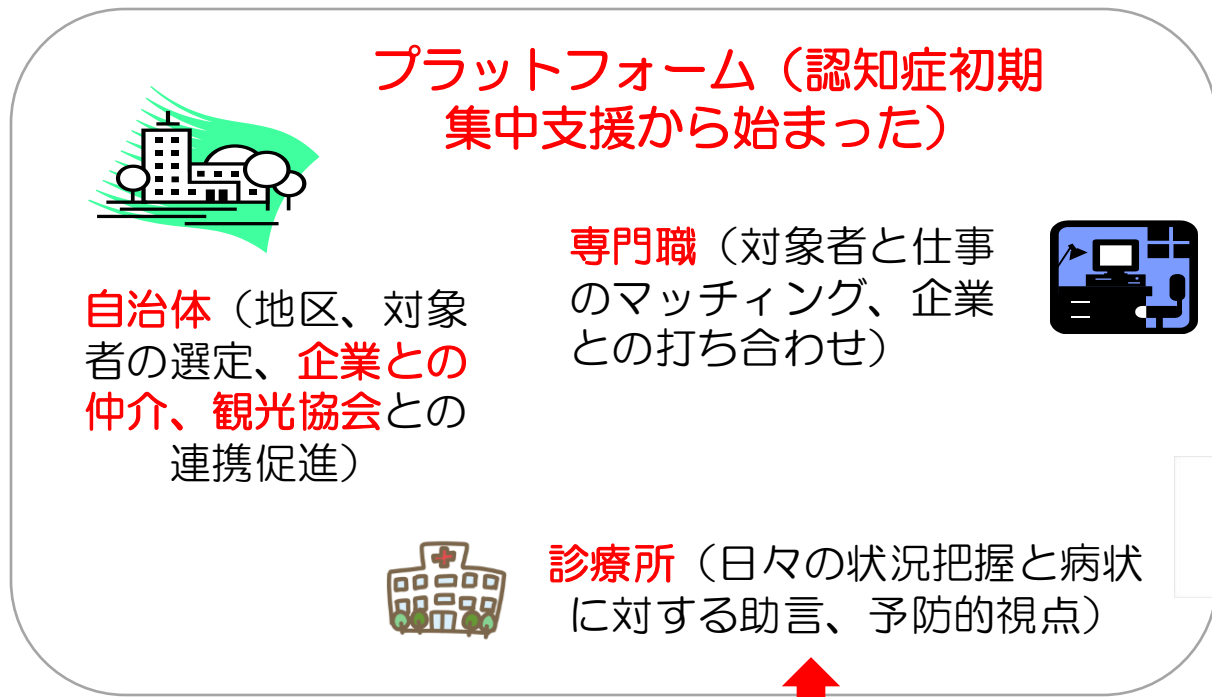 プラットフォーム（認知症初期
集中支援から始まった）
専門職（対象者と仕事
のマッチィング、企業
との打ち合わせ）
自治体（地区、対象
者の選定、企業との
仲介、観光協会との
連携促進）
診療所（日々の状況把握と病状
に対する助言、予防的視点）